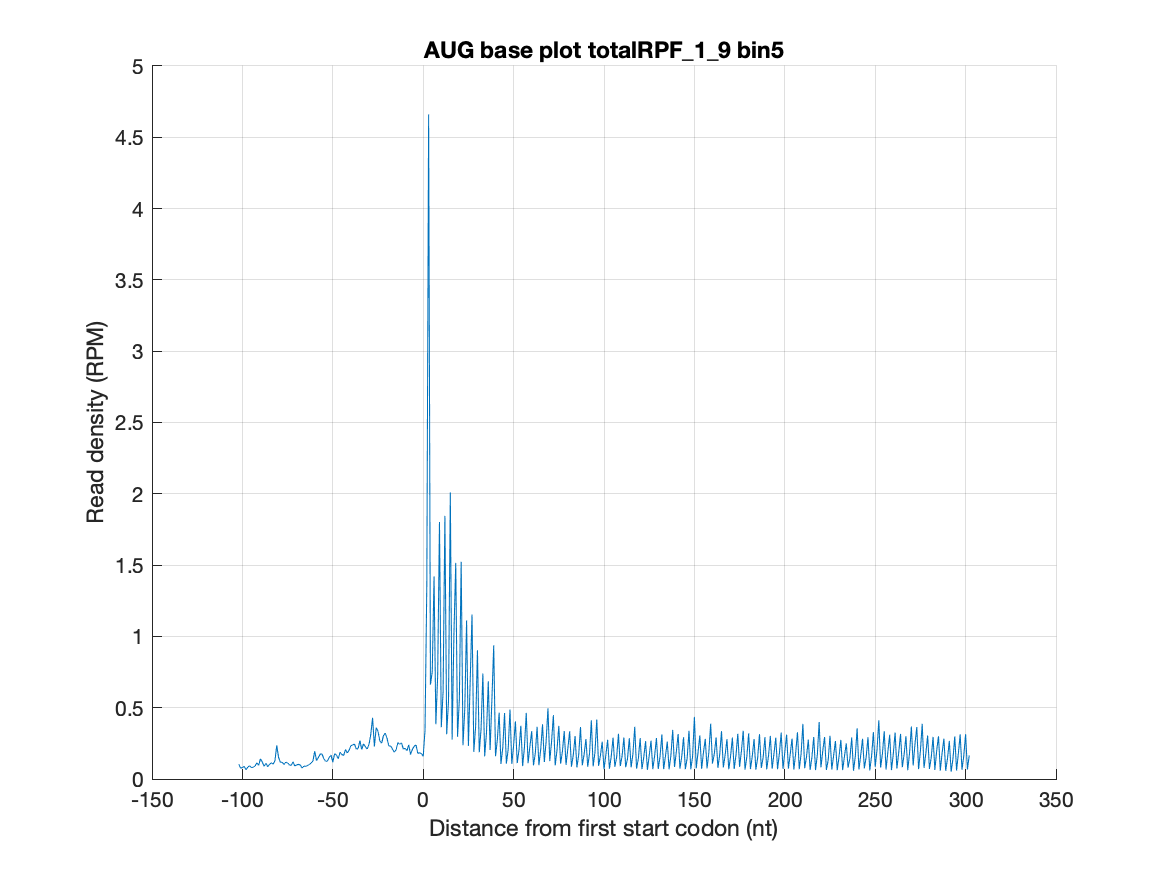 AUG base plot totalRPF_1_9 bin5
5
4.5
4
3.5
3
2.5
2
1.5
1
0.5
0
Read density (RPM)
-150 -100 -50 0 50 100 150 200 250 300 350
Distance from first start codon (nt)